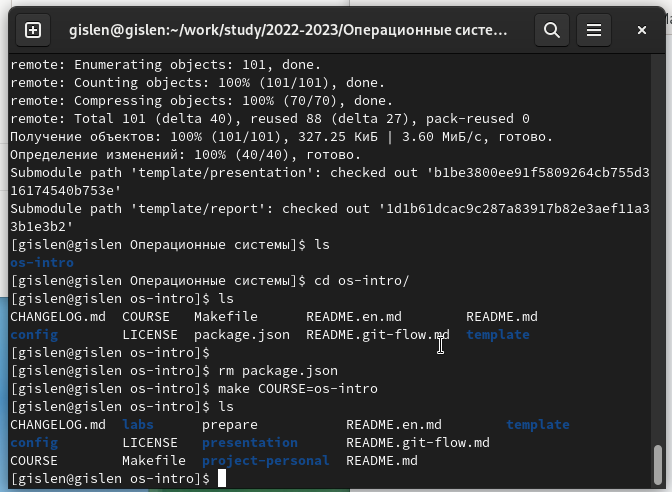 gislen@gislen:~/work/study/2022-2023/Операционные систе...
remote: Enumerating objects: 101, done.
remote: Counting objects: 100% (101/101), done.
remote: Compressing objects: 100% (70/70), done.
remote: Total 101 (delta 40), reused 88 (delta 27), pack-reused 0
Получение объектов: 100% (101/101), 327.25 КиБ | 3.60 МиБ/с, готово.
Определение изменений: 100% (40/40), готово.
Submodule path 'template/presentation': checked out 'b1be3800ee91f5809264cb755d3
16174540b753e'
Submodule path 'template/report': checked out '1d1b61dcac9c287a83917b82e3aef11a3
3b1e3b2'
[gislen@gislen Операционные системы]$ ls
os-intro
[gislen@gislen Операционные системы]$ cd os-intro/
[gislen@gislen os-intro]$ ls
CHANGELOG.md  COURSE   Makefile      README.en.md        README.md
config        LICENSE  package.json  README.git-flow.md  template
[gislen@gislen os-intro]$
[gislen@gislen os-intro]$ rm package.json
[gislen@gislen os-intro]$ make COURSE=os-intro
[gislen@gislen os-intro]$ ls
CHANGELOG.md  labs      prepare           README.en.md        template
config        LICENSE   presentation      README.git-flow.md
COURSE        Makefile  project-personal  README.md
[gislen@gislen os-intro]$